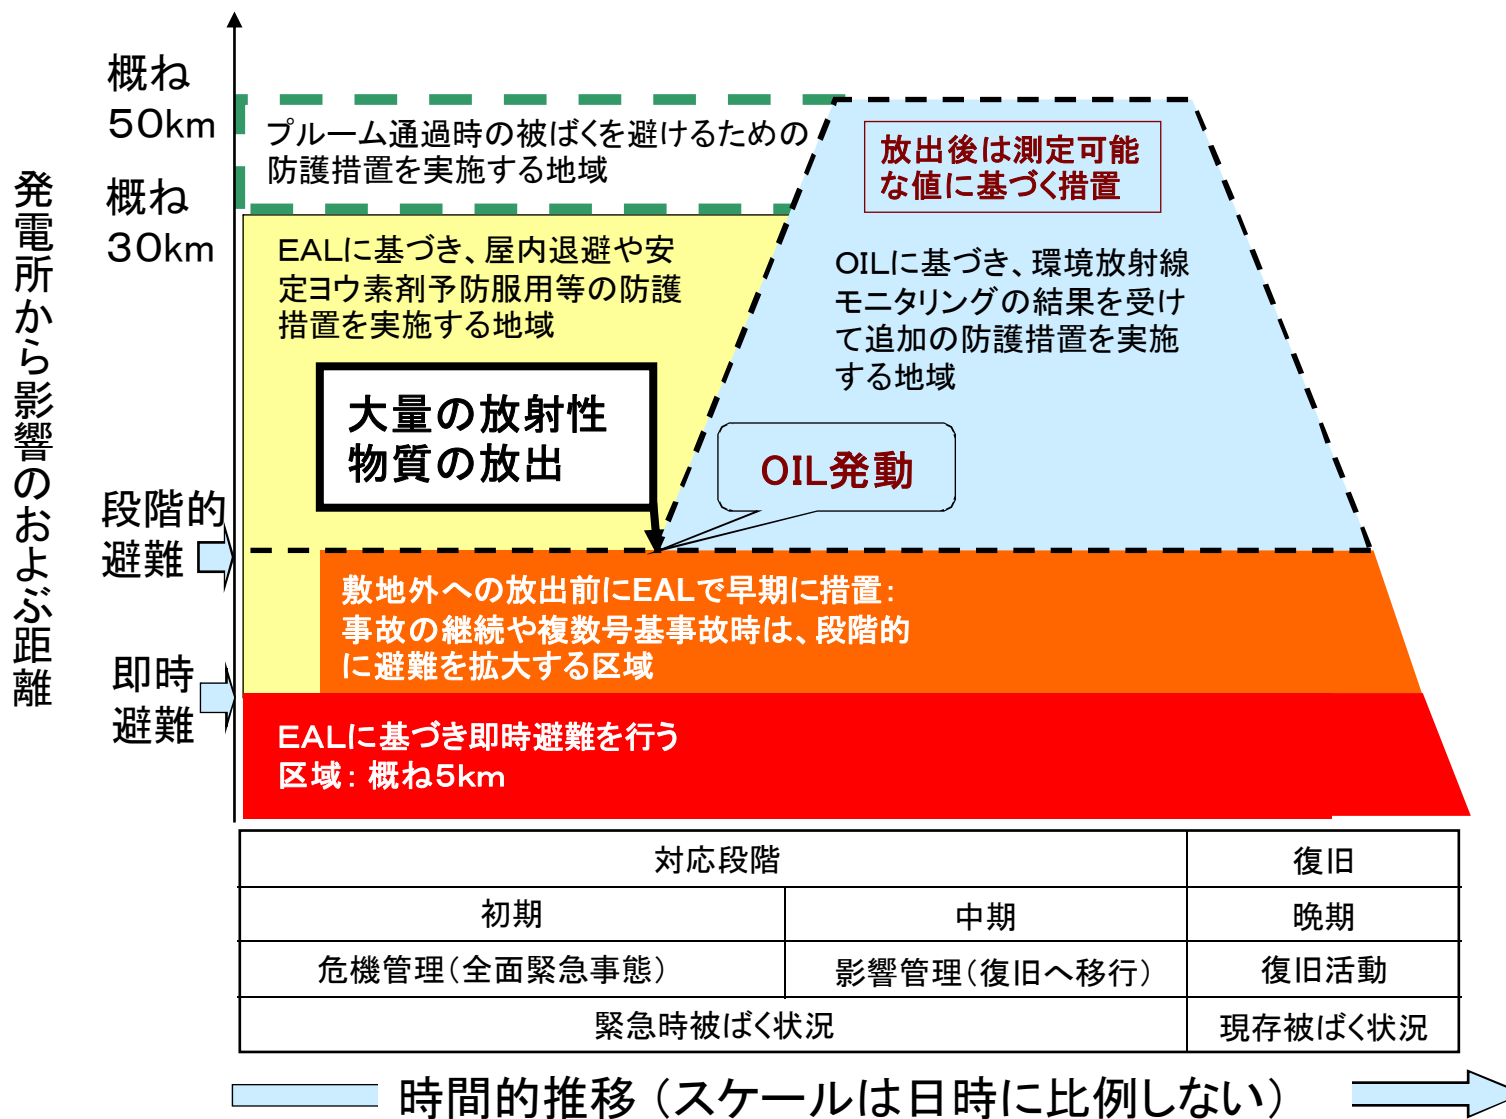 発電所から影響のおよぶ距離
概ね
50km
概ね
30km
段階的
避難
即時
避難
プルーム通過時の被ばくを避けるための
防護措置を実施する地域
放出後は測定可能
な値に基づく措置
EALに基づき、屋内退避や安
定ヨウ素剤予防服用等の防護
措置を実施する地域
OILに基づき、環境放射線
モニタリングの結果を受け
て追加の防護措置を実施
する地域
大量の放射性
物質の放出
OIL発動
敷地外への放出前にEALで早期に措置：
事故の継続や複数号基事故時は、段階的
に避難を拡大する区域
EALに基づき即時避難を行う
区域：概ね5km
対応段階
復旧
初期
中期
晩期
危機管理（全面緊急事態）
影響管理（復旧へ移行）
復旧活動
緊急時被ばく状況
現存被ばく状況
時間的推移（スケールは日時に比例しない）